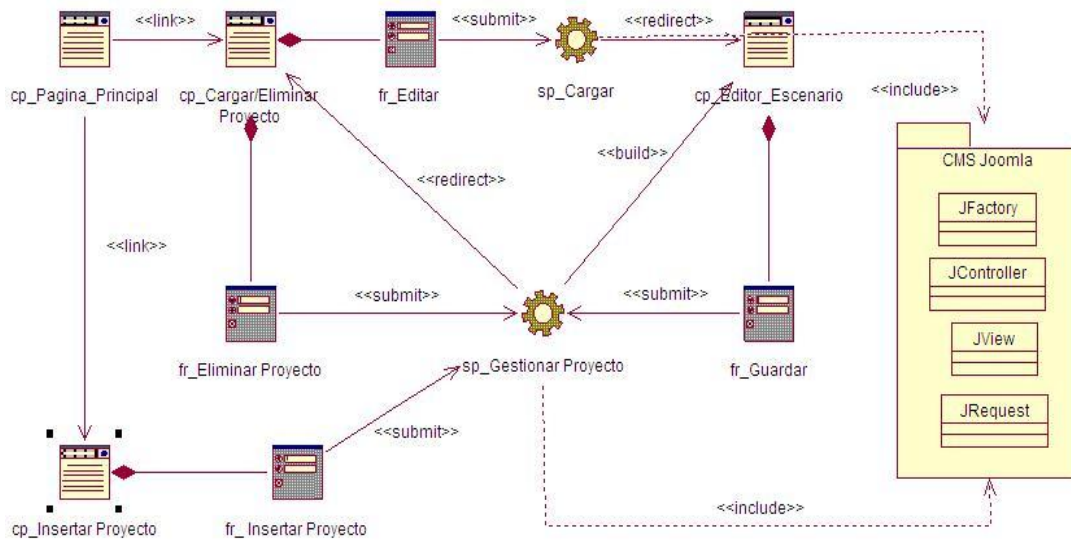 <<link>>
<<submit>>
<<redirect>>
cp_Pagina_Principal
cp_Cargar/Eliminar
Proyecto
fr_Editar
sp_Cargar
cp_Editor_Escenario
<<include>>
<<build>>
CMS Joomla
<<redirect>>
JFactory
<<link>>
JController
<<submit>>
<<submit>>
JView
fr_Eliminar Proyecto
sp_Gestionar Proyecto
fr_Guardar
JRequest
<<submit>>
<<include>>
cp_Insertar Proyecto
fr_ Insertar Proyecto